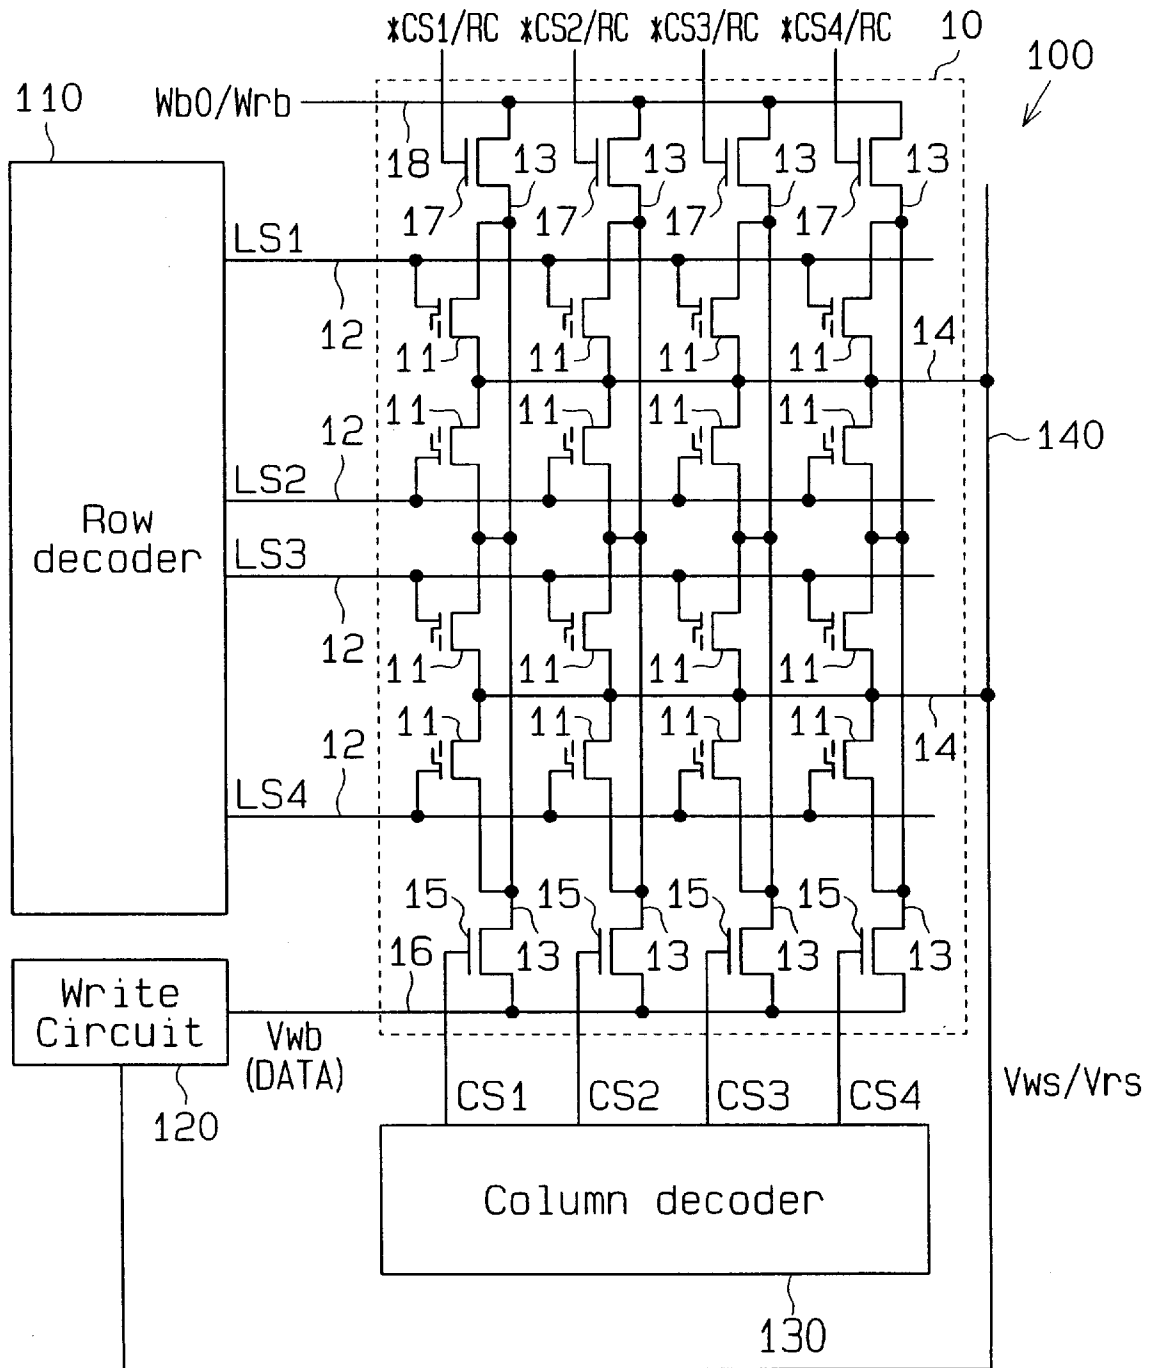 *CS1/RC *CS2/RC *CS3/RC *CS4/RC
10
100
110
Wb0/Wrb
18 13 13 13 13
17 17 17 17
LS1
12
11 11 11 11
14
12
11 11 11 11
140
LS2
Row
decoder
LS3
12
11 11 11 11
12
11 11 11 11
14
LS4
15 15 15 15
16 13 13 13 13
Write
Circuit
Vwb
(DATA)
120
CS1 CS2 CS3 CS4
Vws/Vrs
Column decoder
130